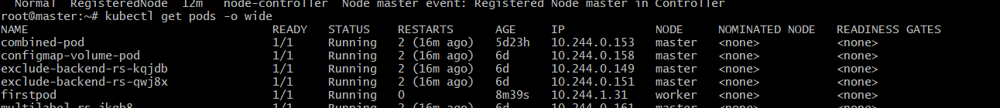 Normal  RegisteredNode  12m   node-controller  Node master event: Registered Node master in Controller
root@master:~# kubectl get pods -o wide
NAME                       READY   STATUS    RESTARTS      AGE     IP             NODE     NOMINATED NODE   READINESS GATES
combined-pod               1/1     Running   2 (16m ago)   5d23h   10.244.0.153   master   <none>           <none>
configmap-volume-pod       1/1     Running   2 (16m ago)   6d      10.244.0.158   master   <none>           <none>
exclude-backend-rs-kqjdb   1/1     Running   2 (16m ago)   6d      10.244.0.149   master   <none>           <none>
exclude-backend-rs-qwj8x   1/1     Running   2 (16m ago)   6d      10.244.0.151   master   <none>           <none>
firstpod                   1/1     Running   0             8m39s   10.244.1.31    worker   <none>           <none>
multilabel-rs-jkqh8        1/1     Running   2 (16m ago)   6d      10.244.0.161   master   <none>           <none>